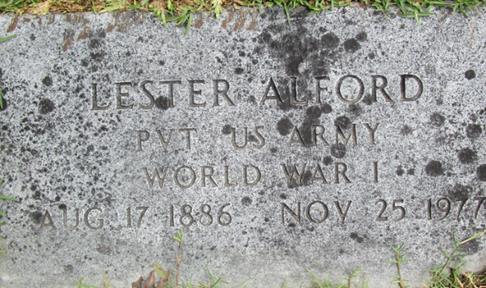 LESTER ALFORD
PVT US ARMY
WORLD WAR I
AUG 17 1886 NOV 25 1977